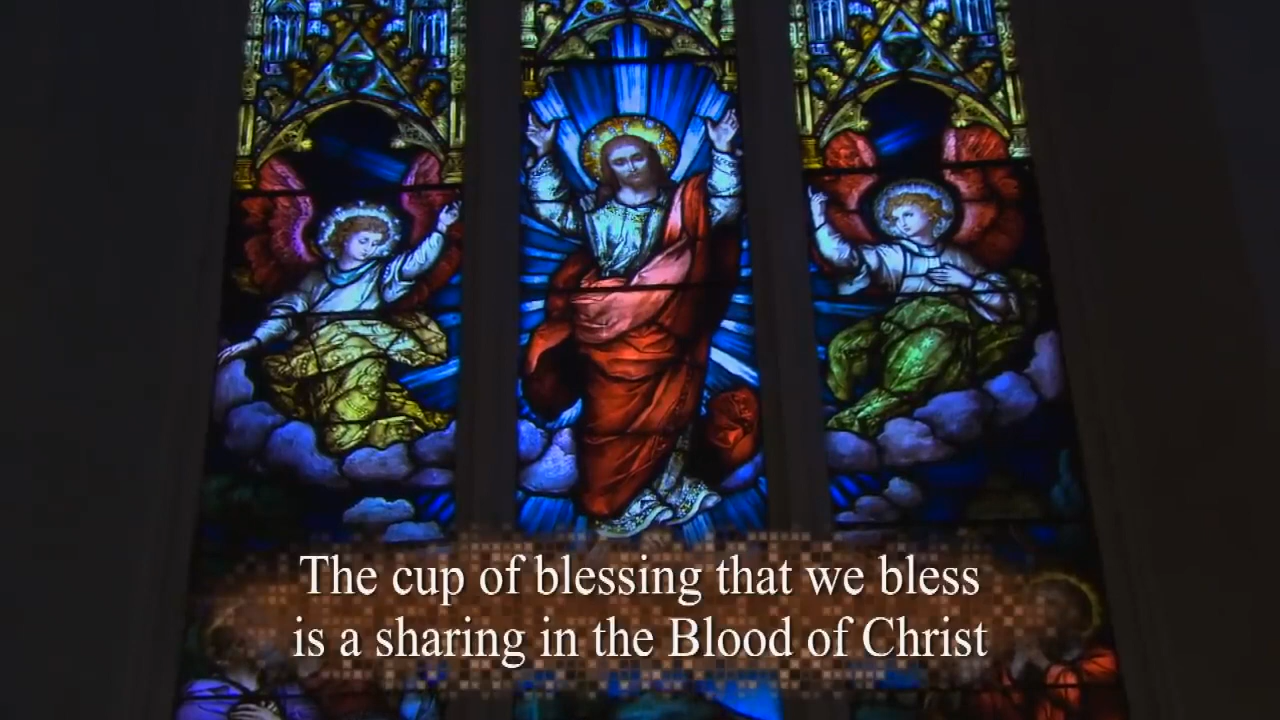 The cup of blessing that we bless
is a sharing in the Blood of Christ